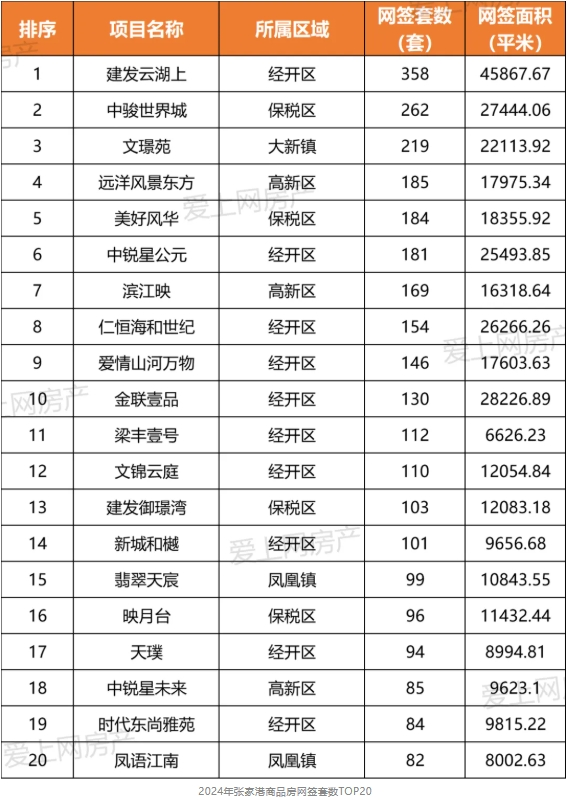 排序 项目名称 所属区域 网签套数（套） 网签面积（平米）
1 建发云湖上 经开区 358 45867.67
2 中骏世界城 保税区 262 27444.06
3 文璟苑 大新镇 219 22113.92
4 远洋风景东方 高新区 185 17975.34
5 美好风华 保税区 184 18355.92
6 中锐星公元 经开区 181 25493.85
7 滨江映 高新区 169 16318.64
8 仁恒海和世纪 经开区 154 26266.26
9 爱情山河万物 经开区 146 17603.63
10 金联壹品 经开区 130 28226.89
11 梁丰壹号 经开区 112 6626.23
12 文锦云庭 经开区 110 12054.84
13 建发御璟湾 保税区 103 12083.18
14 新城和樾 经开区 101 9656.68
15 翡翠天宸 凤凰镇 99 10843.55
16 映月台 保税区 96 11432.44
17 天璞 经开区 94 8994.81
18 中锐星未来 高新区 85 9623.1
19 时代东尚雅苑 经开区 84 9815.22
20 凤语江南 凤凰镇 82 8002.63
2024年张家港商品房网签套数TOP20
爱上网房产